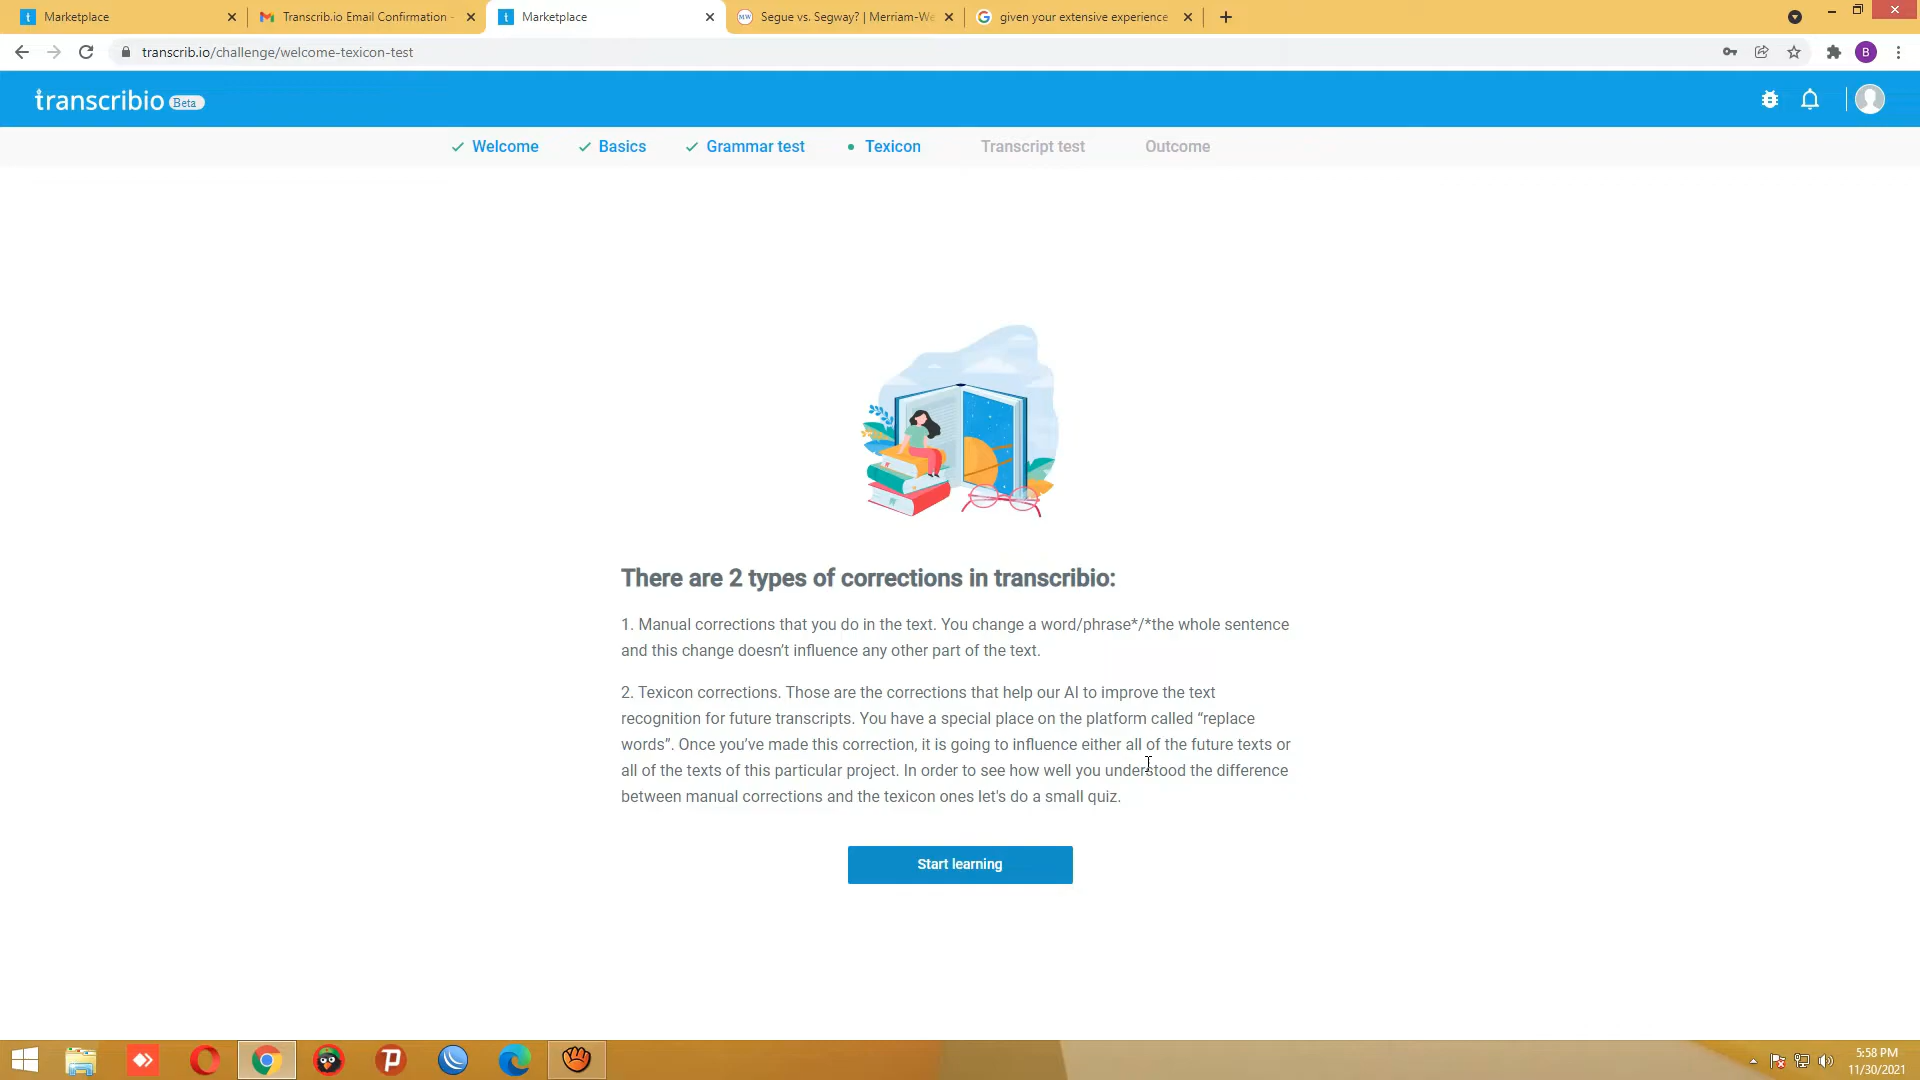 Marketplace
Transcrib.io Email Confirmation -
Marketplace
MW
Segue vs. Segway? | Merriam-We
given your extensive experience
transcrib.io/challenge/welcome-texicon-test
B
transcribio Beta
Welcome
Basics
Grammar test
Texicon
Transcript test
Outcome
There are 2 types of corrections in transcribio:
1. Manual corrections that you do in the text. You change a word/phrase*/*the whole sentence
and this change doesn’t influence any other part of the text.
2. Texicon corrections. Those are the corrections that help our AI to improve the text
recognition for future transcripts. You have a special place on the platform called “replace
words”. Once you’ve made this correction, it is going to influence either all of the future texts or
all of the texts of this particular project. In order to see how well you understood the difference
between manual corrections and the texicon ones let's do a small quiz.
Start learning
5:58 PM
11/30/2021